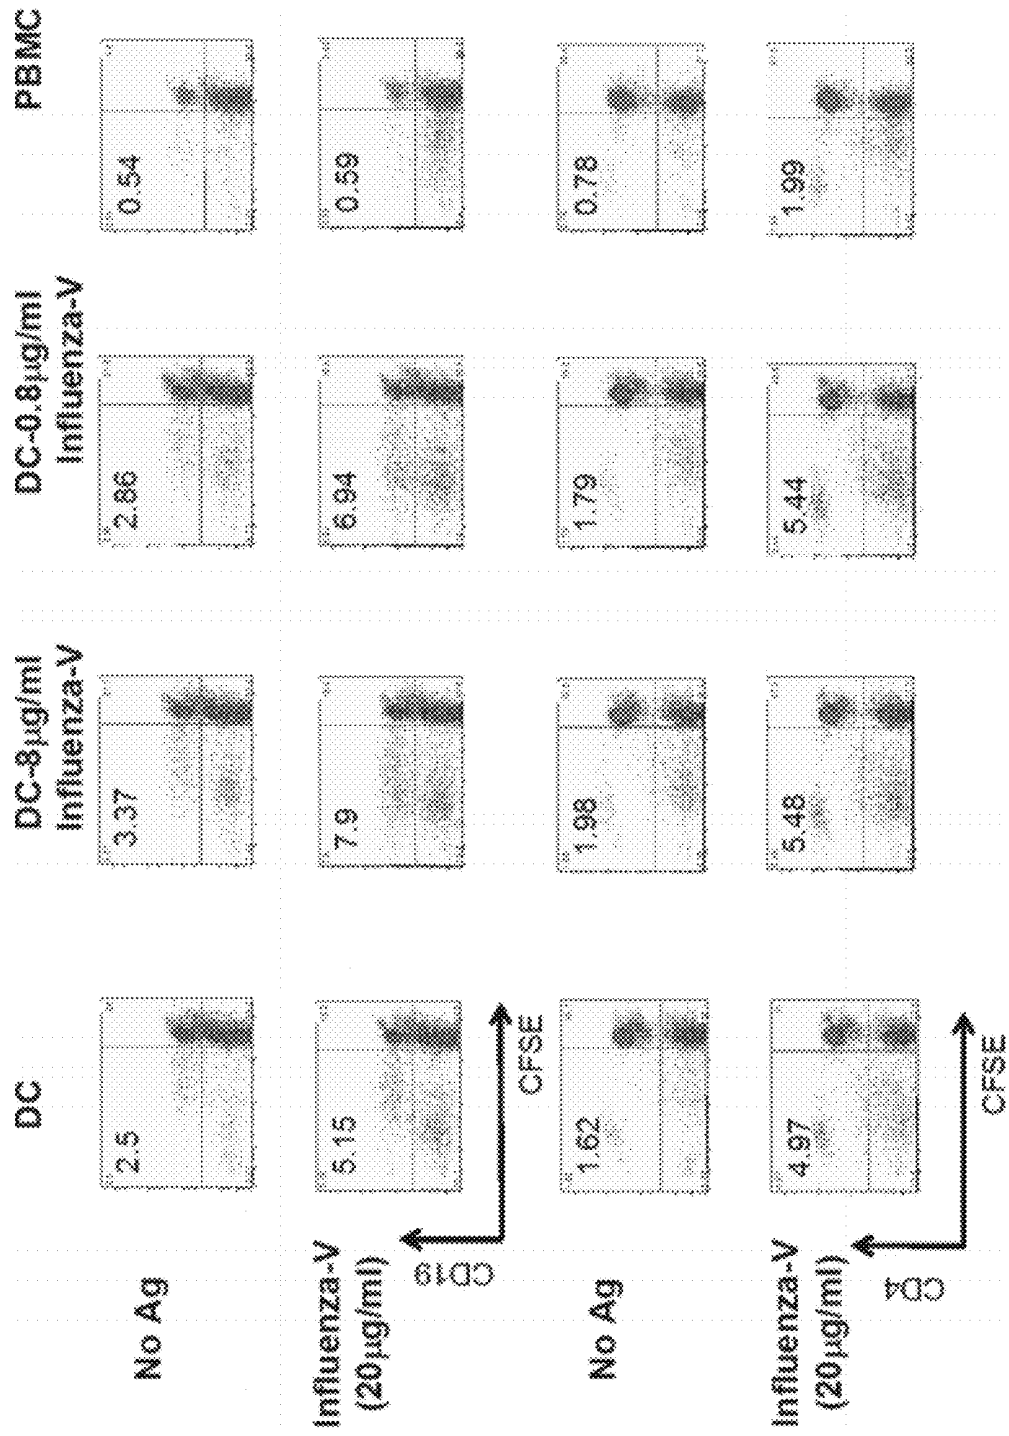 DC
DC-8µg/ml
Influenza-V
DC-0.8µg/ml
Influenza-V
PBMC
No Ag
2.5
3.37
2.86
0.54
Influenza-V
(20µg/ml)
5.15
7.9
6.94
0.59
CD19
CFSE
No Ag
1.62
1.98
1.79
0.78
Influenza-V
(20µg/ml)
4.97
5.48
5.44
1.99
CD4
CFSE